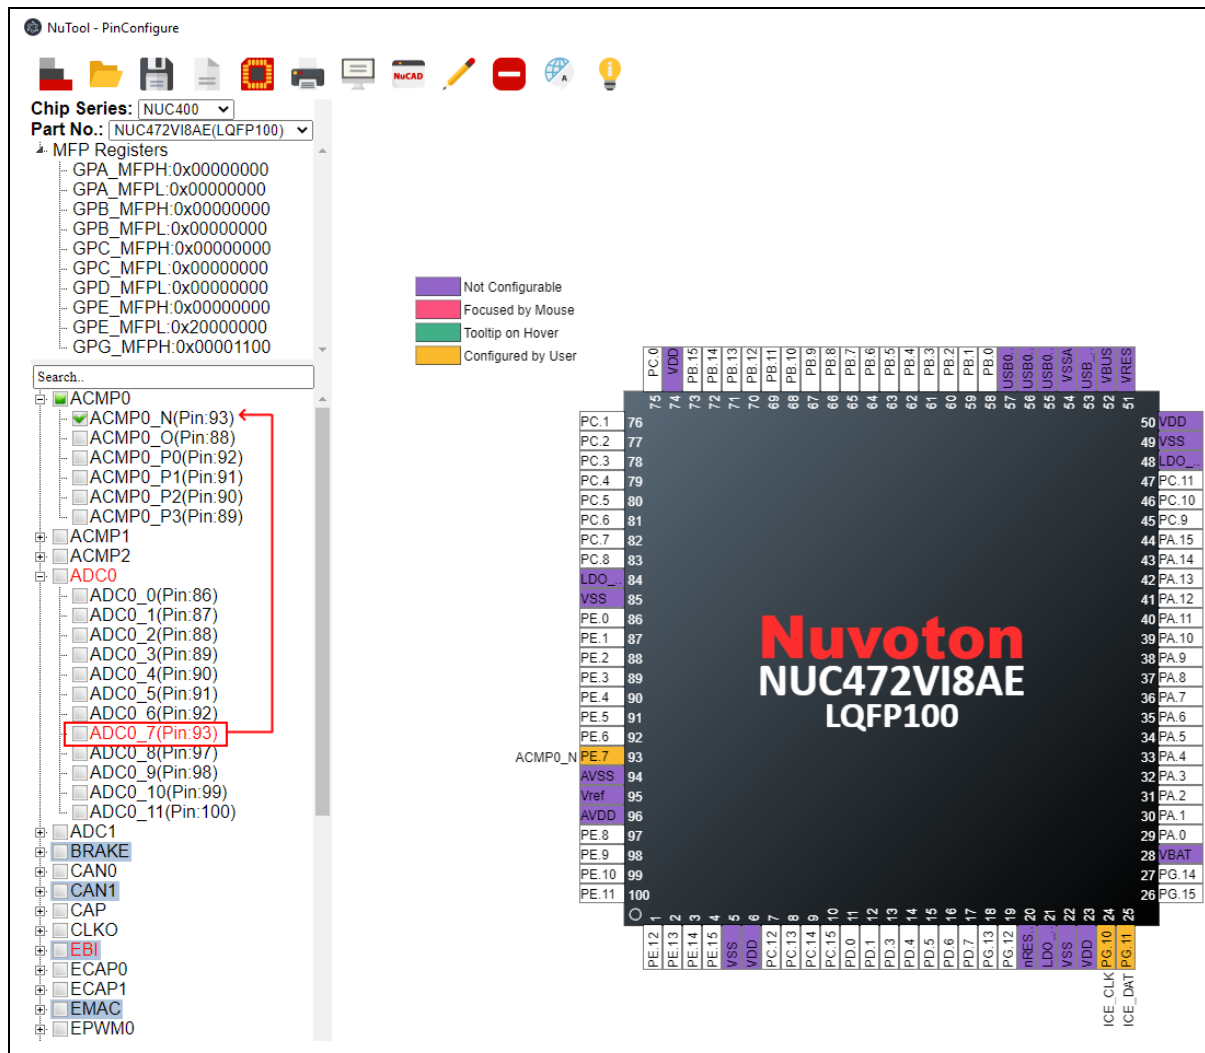 NuTool - PinConfigure
NuCAD
A
Chip Series: NUC400
Part No.: NUC472VI8AE(LQFP100)
MFP Registers
GPA_MFPH:0x00000000
GPA_MFPL:0x00000000
GPB_MFPH:0x00000000
GPB_MFPL:0x00000000
GPC_MFPH:0x00000000
GPC_MFPL:0x00000000
GPD_MFPL:0x00000000
GPE_MFPH:0x00000000
GPE_MFPL:0x20000000
GPG_MFPH:0x00001100
Search..
ACMP0
ACMP0_N(Pin:93)
ACMP0_O(Pin:88)
ACMP0_P0(Pin:92)
ACMP0_P1(Pin:91)
ACMP0_P2(Pin:90)
ACMP0_P3(Pin:89)
ACMP1
ACMP2
ADC0
ADC0_0(Pin:86)
ADC0_1(Pin:87)
ADC0_2(Pin:88)
ADC0_3(Pin:89)
ADC0_4(Pin:90)
ADC0_5(Pin:91)
ADC0_6(Pin:92)
ADC0_7(Pin:93)
ADC0_8(Pin:97)
ADC0_9(Pin:98)
ADC0_10(Pin:99)
ADC0_11(Pin:100)
ADC1
BRAKE
CAN0
CAN1
CAP
CLKO
EBI
ECAP0
ECAP1
EMAC
EPWM0
Not Configurable
Focused by Mouse
Tooltip on Hover
Configured by User
PC.0 75
VDD 74
PB.15 73
PB.14 72
PB.13 71
PB.12 70
PB.11 69
PB.10 68
PB.9 67
PB.8 66
PB.7 65
PB.6 64
PB.5 63
PB.4 62
PB.3 61
PB.2 60
PB.1 59
PB.0 58
USB0.. 57
USB0.. 56
USB0.. 55
VSSA 54
USB_.. 53
VBUS 52
VRES 51
PC.1 76
PC.2 77
PC.3 78
PC.4 79
PC.5 80
PC.6 81
PC.7 82
PC.8 83
LDO_.. 84
VSS 85
PE.0 86
PE.1 87
PE.2 88
PE.3 89
PE.4 90
PE.5 91
PE.6 92
ACMP0_N PE.7 93
AVSS 94
Vref 95
AVDD 96
PE.8 97
PE.9 98
PE.10 99
PE.11 100
Nuvoton
NUC472VI8AE
LQFP100
50 VDD
49 VSS
48 LDO_..
47 PC.11
46 PC.10
45 PC.9
44 PA.15
43 PA.14
42 PA.13
41 PA.12
40 PA.11
39 PA.10
38 PA.9
37 PA.8
36 PA.7
35 PA.6
34 PA.5
33 PA.4
32 PA.3
31 PA.2
30 PA.1
29 PA.0
28 VBAT
27 PG.14
26 PG.15
1 PE.12
2 PE.13
3 PE.14
4 PE.15
5 VSS
6 VDD
7 PC.12
8 PC.13
9 PC.14
10 PC.15
11 PD.0
12 PD.1
13 PD.3
14 PD.4
15 PD.5
16 PD.6
17 PD.7
18 PG.13
19 PG.12
20 nRES..
21 LDO_..
22 VSS
23 VDD
24 PG.10 ICE_CLK
25 PG.11 ICE_DAT